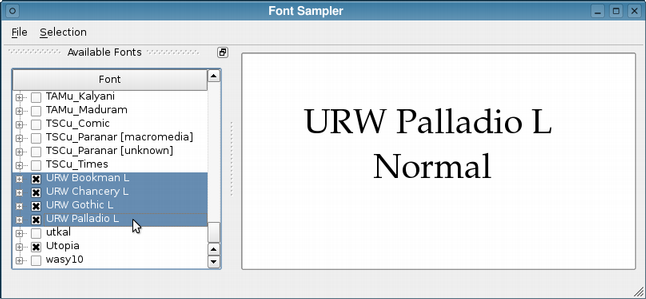 Font Sampler
File Selection
Available Fonts
Font
TAMu_Kalyani
TAMu_Maduram
TSCu_Comic
TSCu_Paranar [macromedia]
TSCu_Paranar [unknown]
TSCu_Times
URW Bookman L
URW Chancery L
URW Gothic L
URW Palladio L
utkal
Utopia
wasy10
URW Palladio L
Normal